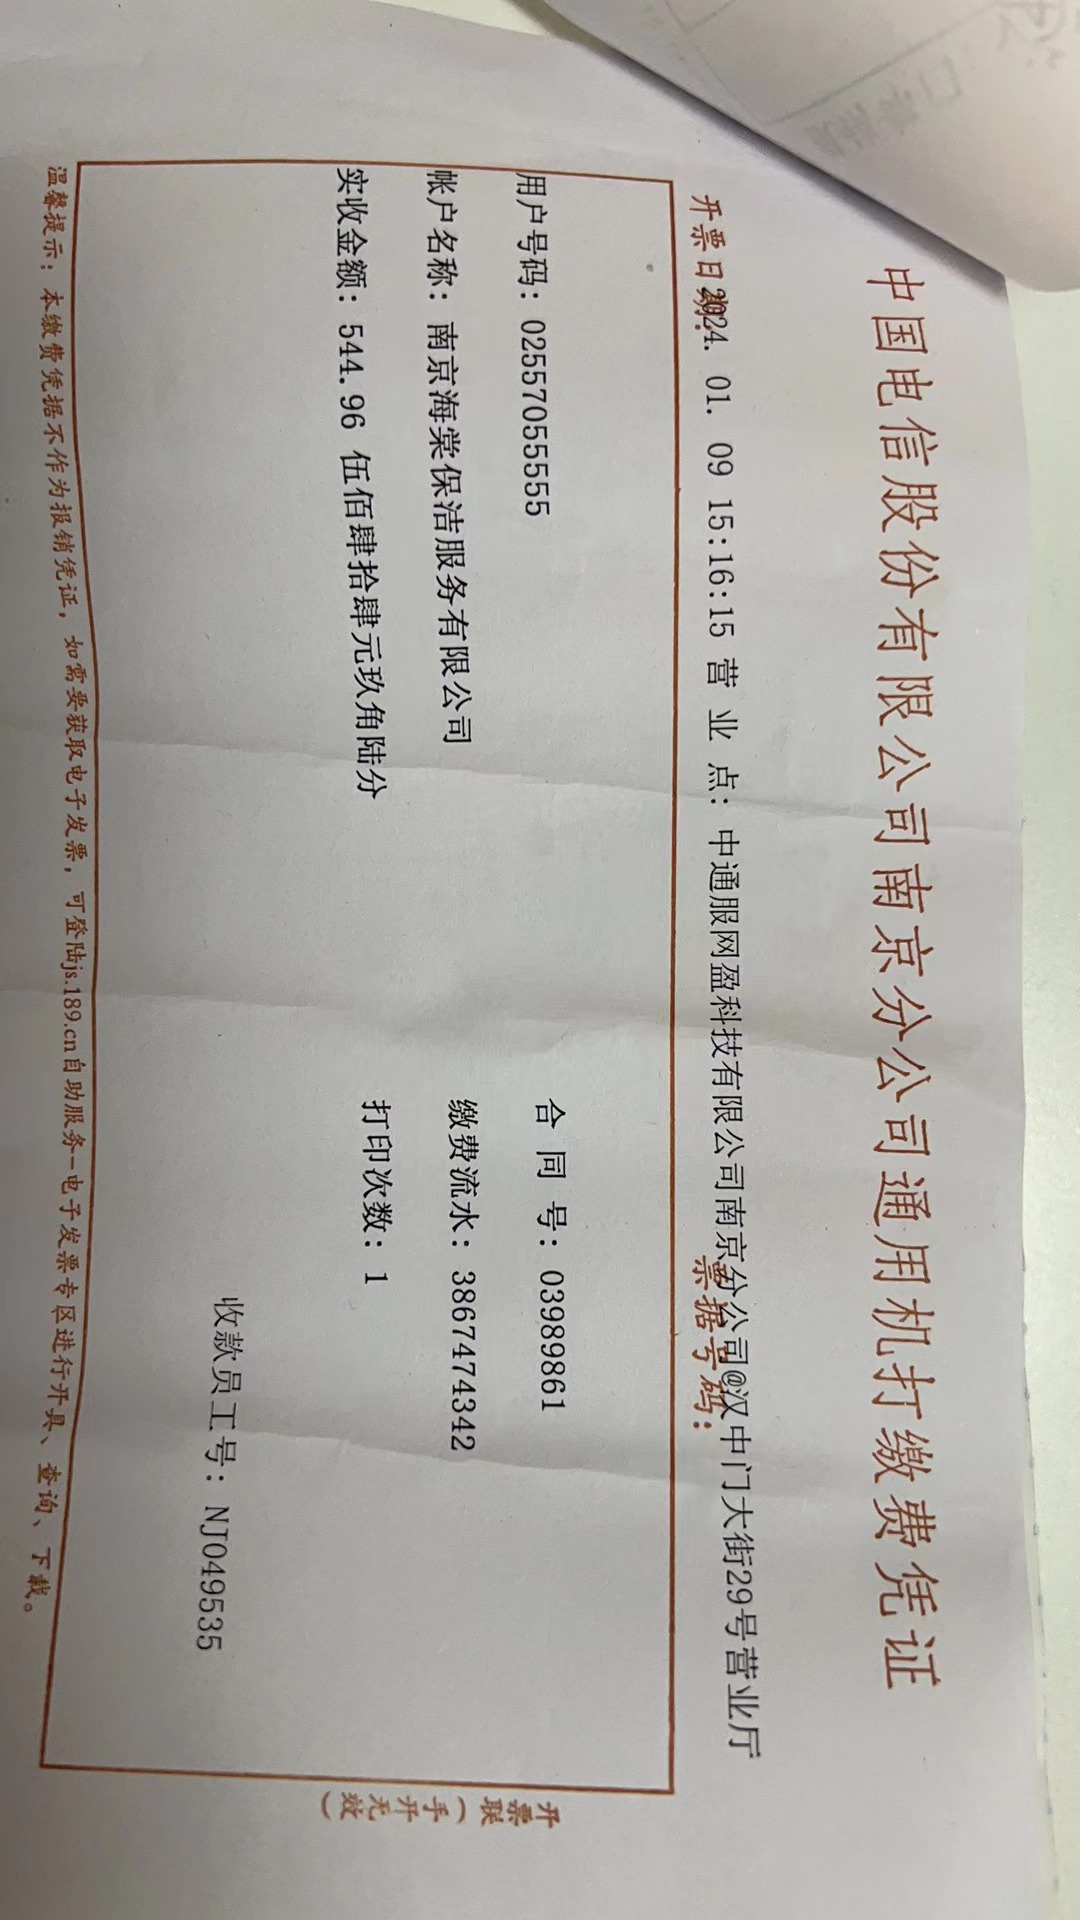 中国电信股份有限公司南京分公司通用机打缴费凭证
开票日期：2024. 01. 09 15:16:15 营 业 点：中通服网盈科技有限公司南京分公司@汉中门大街29号营业厅
票据号码：
用户号码：02557055555
合 同 号：03989861
帐户名称：南京海棠保洁服务有限公司
缴费流水：3867474342
实收金额：544.96 伍佰肆拾肆元玖角陆分
打印次数：1
收款员工号：NJ049535
开票联（手开无效）
温馨提示：本缴费凭据不作为报销凭证，如需要获取电子发票，可登陆js.189.cn自助服务-电子发票专区进行开具、查询、下载。